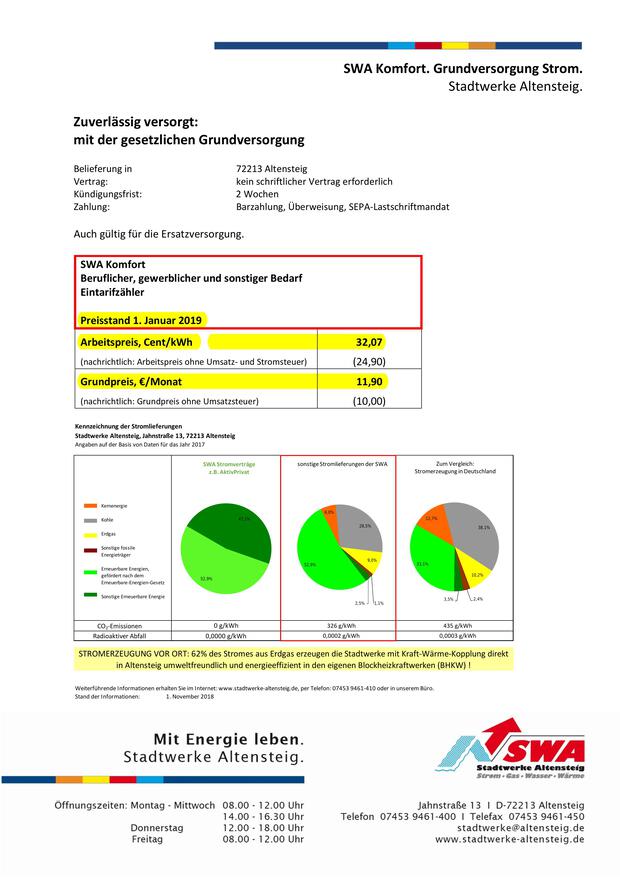 SWA Komfort. Grundversorgung Strom.
Stadtwerke Altensteig.
Zuverlässig versorgt:
mit der gesetzlichen Grundversorgung
Belieferung in 72213 Altensteig
Vertrag: kein schriftlicher Vertrag erforderlich
Kündigungsfrist: 2 Wochen
Zahlung: Barzahlung, Überweisung, SEPA-Lastschriftmandat
Auch gültig für die Ersatzversorgung.
SWA Komfort
Beruflicher, gewerblicher und sonstiger Bedarf
Eintarifzähler
Preisstand 1. Januar 2019
Arbeitspreis, Cent/kWh 32,07
(nachrichtlich: Arbeitspreis ohne Umsatz- und Stromsteuer) (24,90)
Grundpreis, €/Monat 11,90
(nachrichtlich: Grundpreis ohne Umsatzsteuer) (10,00)
Kennzeichnung der Stromlieferungen
Stadtwerke Altensteig, Jahnstraße 13, 72213 Altensteig
Angaben auf der Basis von Daten für das Jahr 2017
SWA Stromverträge
z.B. AktivPrivat
sonstige Stromlieferungen der SWA
Zum Vergleich:
Stromerzeugung in Deutschland
Kernenergie
Kohle
Erdgas
Sonstige fossile
Energieträger
Erneuerbare Energien,
gefördert nach dem
Erneuerbare-Energien-Gesetz
Sonstige Erneuerbare Energie
52,9%
28,5%
9,0%
1,1%
2,5%
52,9%
12,7%
38,1%
10,2%
2,4%
3,5%
CO₂-Emissionen 0 g/kWh 326 g/kWh 435 g/kWh
Radioaktiver Abfall 0,0000 g/kWh 0,0002 g/kWh 0,0003 g/kWh
STROMERZEUGUNG VOR ORT: 62% des Stromes aus Erdgas erzeugen die Stadtwerke mit Kraft-Wärme-Kopplung direkt
in Altensteig umweltfreundlich und energieeffizient in den eigenen Blockheizkraftwerken (BHKW) !
Weiterführende Informationen erhalten Sie im Internet: www.stadtwerke-altensteig.de, per Telefon: 07453 9461-410 oder in unserem Büro.
Stand der Informationen: 1. November 2018
Mit Energie leben.
Stadtwerke Altensteig.
SWA
Stadtwerke Altensteig
Strom - Gas - Wasser - Wärme
Öffnungszeiten: Montag - Mittwoch 08.00 - 12.00 Uhr
14.00 - 16.30 Uhr
Donnerstag 12.00 - 18.00 Uhr
Freitag 08.00 - 12.00 Uhr
Jahnstraße 13 I D-72213 Altensteig
Telefon 07453 9461-400 I Telefax 07453 9461-450
stadtwerke@altensteig.de
www.stadtwerke-altensteig.de